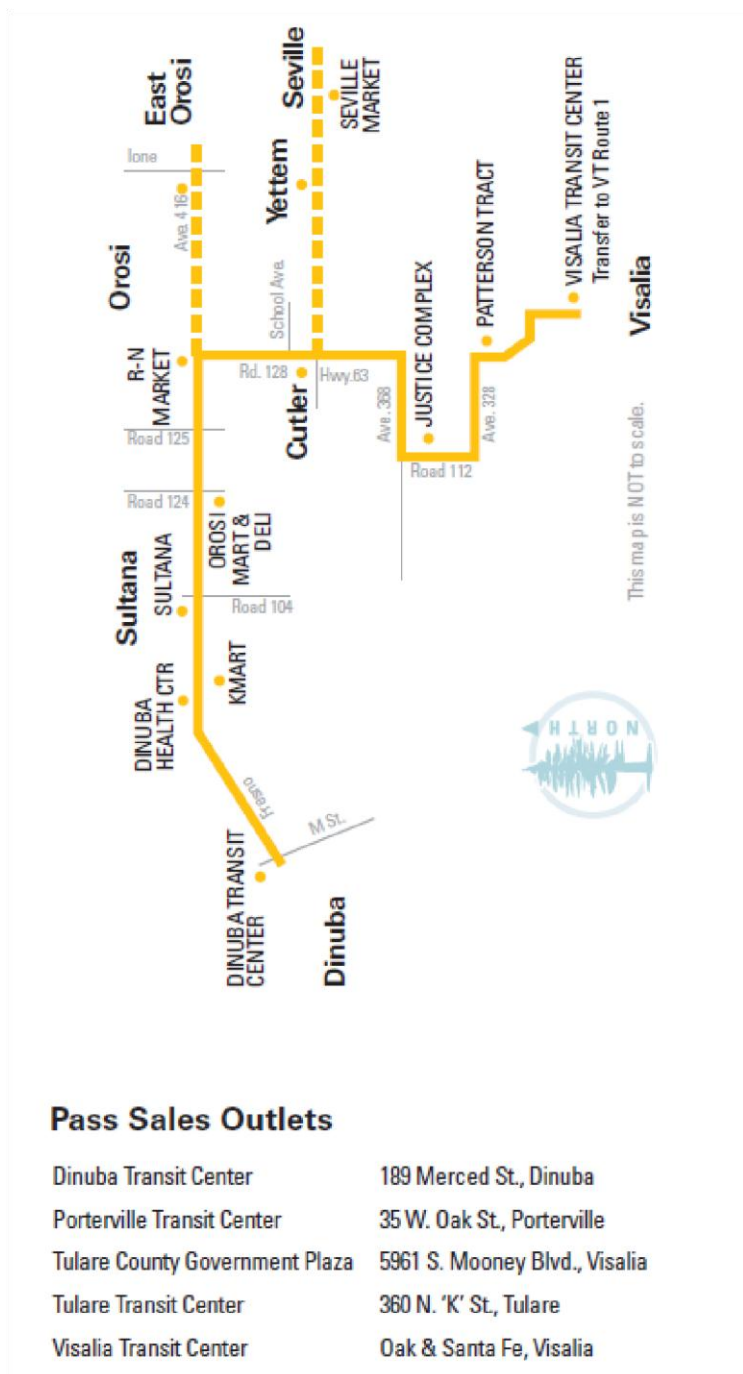 East
Orosi
Seville
SEVILLE
MARKET
Ione
Ave. 416
Yettem
VISALIA TRANSIT CENTER
Transfer to VT Route 1
Orosi
School Ave.
PATTERSON TRACT
Visalia
R-N
MARKET
Rd. 128
Hwy. 63
Cutler
Ave. 368
JUSTICE COMPLEX
Ave. 328
Road 125
Road 112
Road 124
OROSI
MART &
DELI
This map is NOT to scale.
Sultana
SULTANA
Road 104
DINUBA
HEALTH CTR
KMART
NORTH
Fresno
M St.
DINUBA TRANSIT
CENTER
Dinuba
Pass Sales Outlets
Dinuba Transit Center 189 Merced St., Dinuba
Porterville Transit Center 35 W. Oak St., Porterville
Tulare County Government Plaza 5961 S. Mooney Blvd., Visalia
Tulare Transit Center 360 N. ‘K’ St., Tulare
Visalia Transit Center Oak & Santa Fe, Visalia